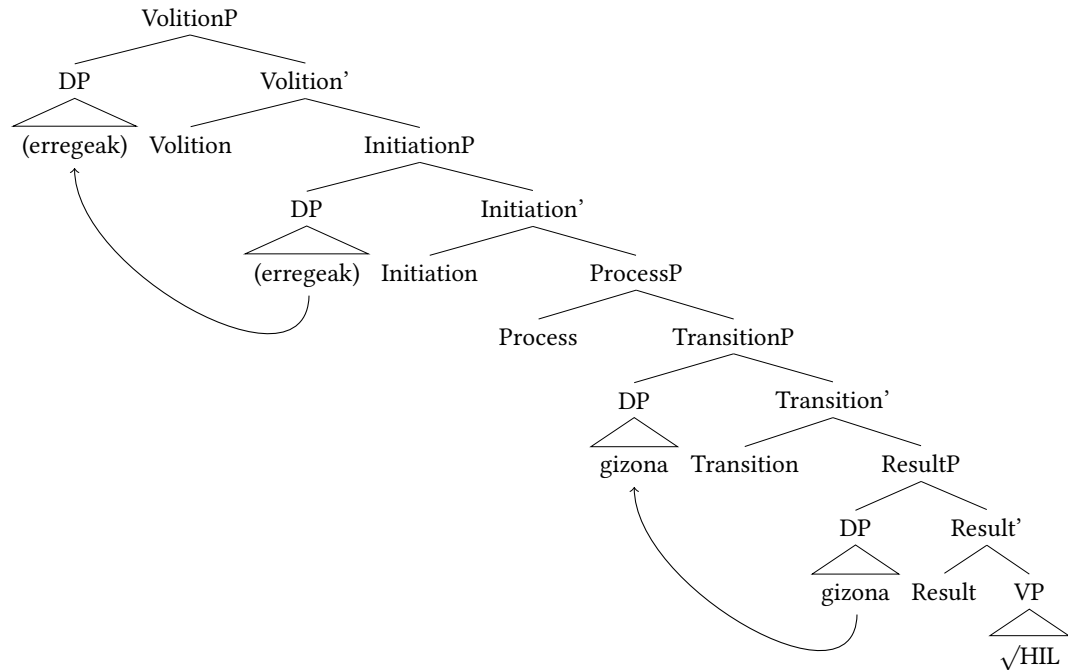 VolitionP
DP Volition’
(erregeak) Volition InitiationP
DP Initiation’
(erregeak) Initiation ProcessP
Process TransitionP
DP Transition’
gizona Transition ResultP
DP Result’
gizona Result VP
√HIL